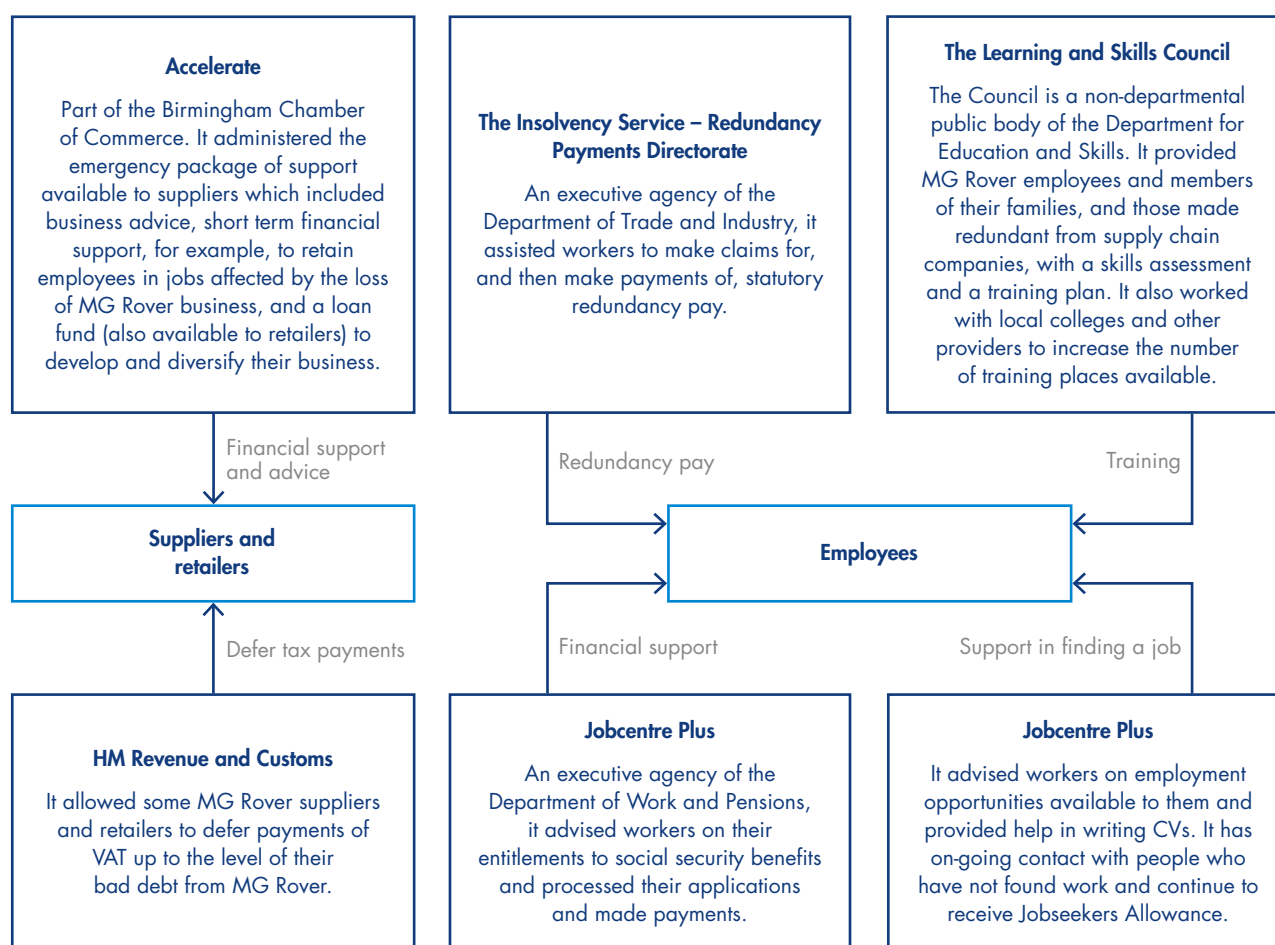 Accelerate
Part of the Birmingham Chamber
of Commerce. It administered the
emergency package of support
available to suppliers which included
business advice, short term financial
support, for example, to retain
employees in jobs affected by the loss
of MG Rover business, and a loan
fund (also available to retailers) to
develop and diversify their business.
The Insolvency Service – Redundancy
Payments Directorate
An executive agency of the
Department of Trade and Industry, it
assisted workers to make claims for,
and then make payments of, statutory
redundancy pay.
The Learning and Skills Council
The Council is a non-departmental
public body of the Department for
Education and Skills. It provided
MG Rover employees and members
of their families, and those made
redundant from supply chain
companies, with a skills assessment
and a training plan. It also worked
with local colleges and other
providers to increase the number
of training places available.
Financial support
and advice
Redundancy pay
Training
Suppliers and
retailers
Employees
Defer tax payments
Financial support
Support in finding a job
HM Revenue and Customs
It allowed some MG Rover suppliers
and retailers to defer payments of
VAT up to the level of their
bad debt from MG Rover.
Jobcentre Plus
An executive agency of the
Department of Work and Pensions,
it advised workers on their
entitlements to social security benefits
and processed their applications
and made payments.
Jobcentre Plus
It advised workers on employment
opportunities available to them and
provided help in writing CVs. It has
on-going contact with people who
have not found work and continue to
receive Jobseekers Allowance.